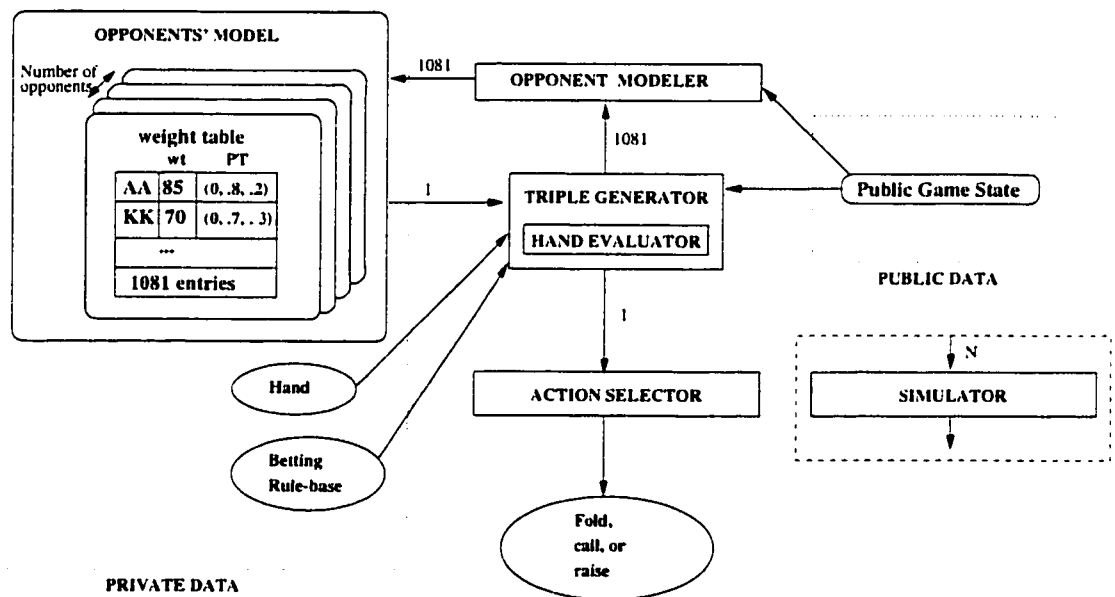 OPPONENTS' MODEL
Number of
opponents
weight table
wt PT
AA 85 (0, .8, .2)
KK 70 (0, .7, . 3)
...
1081 entries
1081
OPPONENT MODELER
1081
1
TRIPLE GENERATOR
HAND EVALUATOR
Public Game State
PUBLIC DATA
1
Hand
ACTION SELECTOR
N
SIMULATOR
Betting
Rule-base
Fold,
call, or
raise
PRIVATE DATA